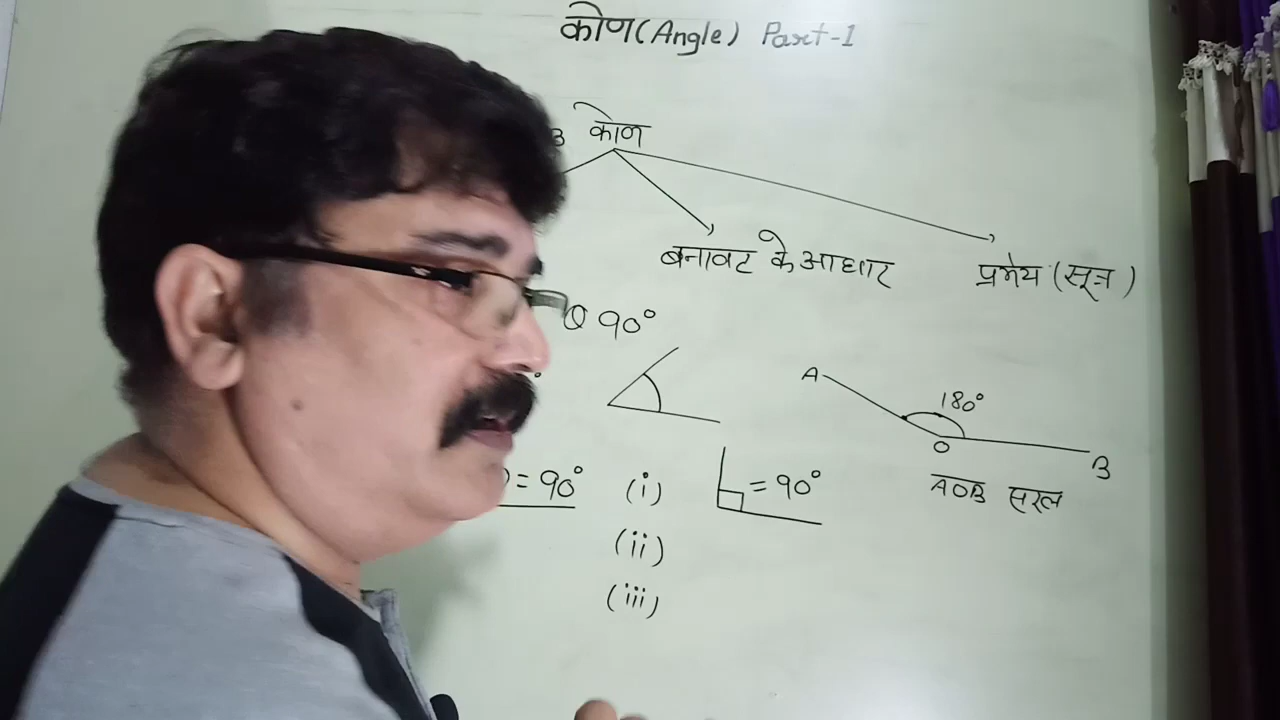 कोण (Angle) Part-1
B कोण
बनावट के आधार
प्रमेय (सूत्र)
90°
A
180°
O
B
= 90° (i)
= 90°
AOB सरल
(ii)
(iii)